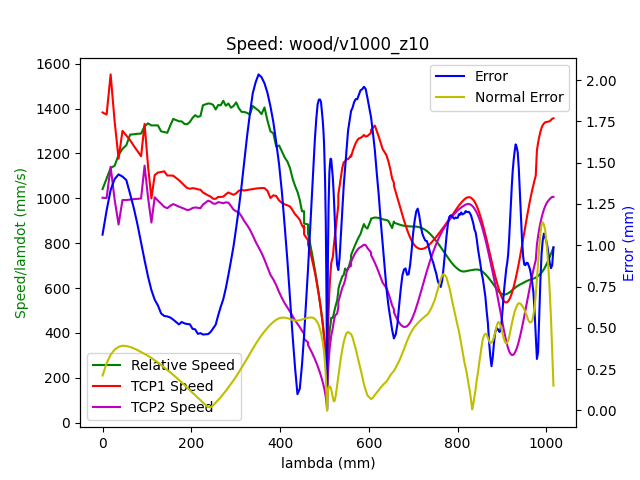 Speed: wood/v1000_z10
Speed/lamdot (mm/s)
1600
1400
1200
1000
800
600
400
200
0
Error
Normal Error
Relative Speed
TCP1 Speed
TCP2 Speed
2.00
1.75
1.50
1.25
1.00
0.75
0.50
0.25
0.00
Error (mm)
0 200 400 600 800 1000
lambda (mm)